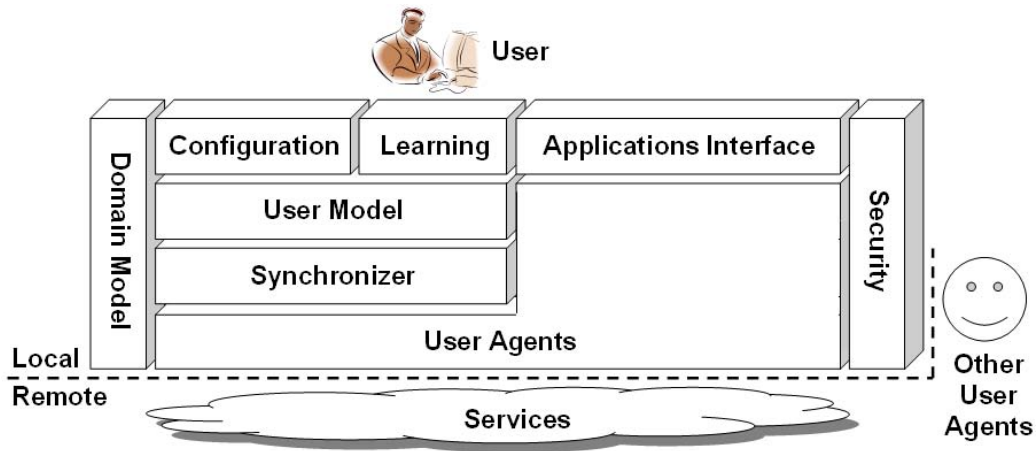 User
Configuration
Learning
Applications Interface
Domain Model
User Model
Security
Synchronizer
User Agents
Local
Remote
Services
Other
User
Agents